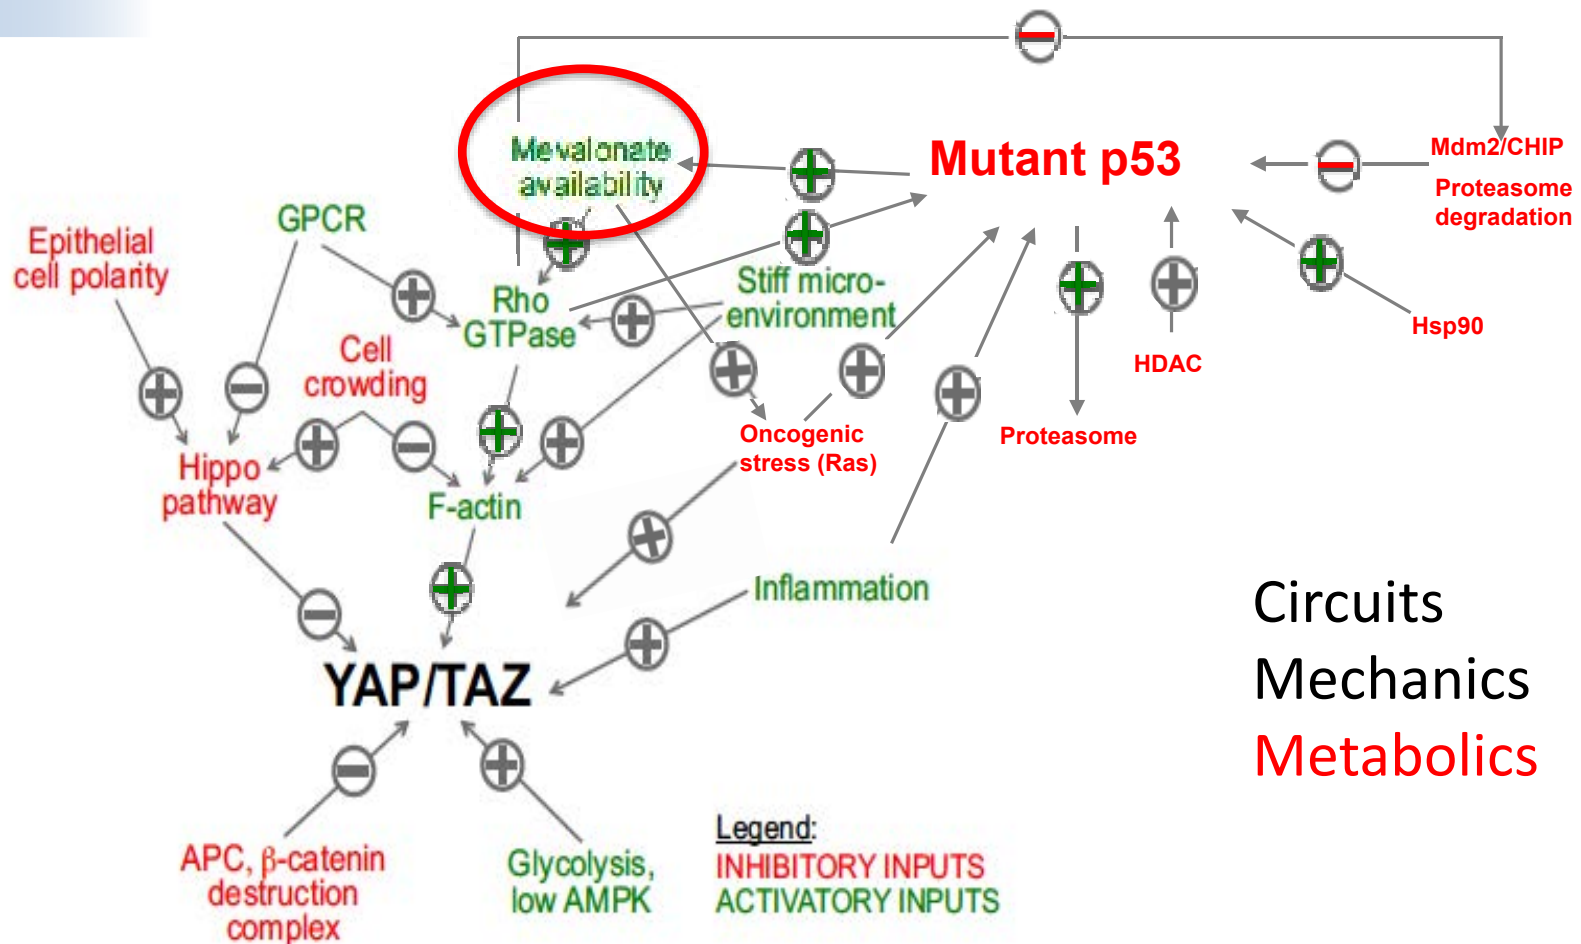 Mevalonate
availability
Mutant p53
Mdm2/CHIP
Proteasome
degradation
GPCR
Epithelial
cell polarity
Rho
GTPase
Stiff micro-
environment
Hsp90
Cell
crowding
HDAC
Oncogenic
stress (Ras)
Proteasome
Hippo
pathway
F-actin
Inflammation
YAP/TAZ
Circuits
Mechanics
Metabolics
APC, β-catenin
destruction
complex
Glycolysis,
low AMPK
Legend:
INHIBITORY INPUTS
ACTIVATORY INPUTS